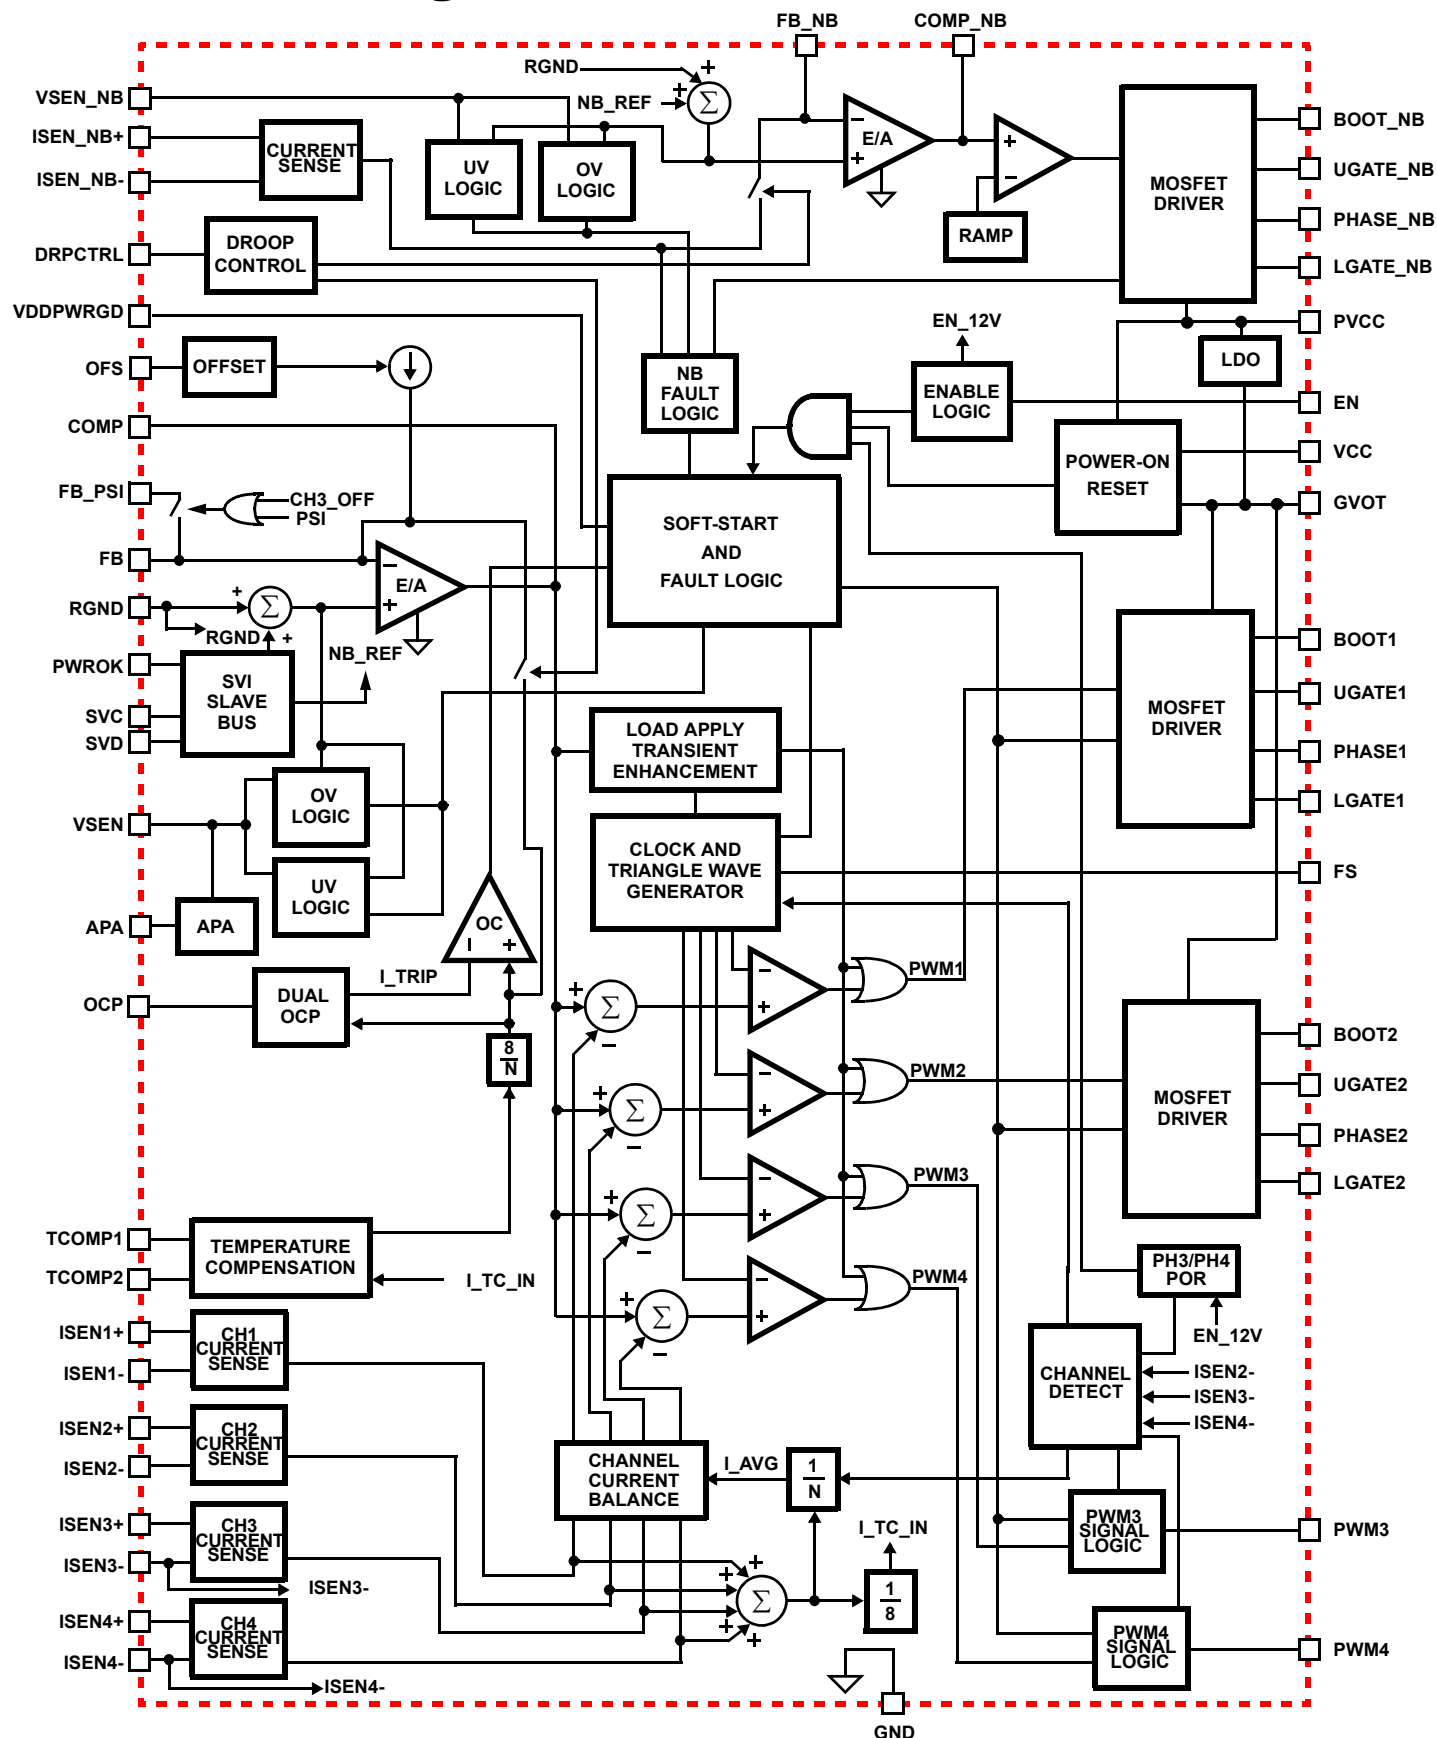 FB_NB
COMP_NB
RGND
NB_REF
+
+
Σ
VSEN_NB
ISEN_NB+
ISEN_NB-
CURRENT
SENSE
UV
LOGIC
OV
LOGIC
−
E/A
+
+
−
RAMP
MOSFET
DRIVER
BOOT_NB
UGATE_NB
PHASE_NB
LGATE_NB
DRPCTRL
DROOP
CONTROL
VDDPWRGD
EN_12V
PVCC
LDO
OFS
OFFSET
NB
FAULT
LOGIC
ENABLE
LOGIC
EN
COMP
POWER-ON
RESET
VCC
GVOT
FB_PSI
CH3_OFF
PSI
SOFT-START
AND
FAULT LOGIC
FB
−
E/A
+
RGND
+
Σ
RGND
+
NB_REF
PWROK
SVC
SVD
SVI
SLAVE
BUS
MOSFET
DRIVER
BOOT1
UGATE1
PHASE1
LGATE1
LOAD APPLY
TRANSIENT
ENHANCEMENT
OV
LOGIC
VSEN
UV
LOGIC
CLOCK AND
TRIANGLE WAVE
GENERATOR
FS
APA
APA
OC
−
+
I_TRIP
OCP
DUAL
OCP
8
N
+
Σ
−
−
+
PWM1
+
Σ
−
−
+
PWM2
+
Σ
−
−
+
PWM3
+
Σ
−
−
+
PWM4
MOSFET
DRIVER
BOOT2
UGATE2
PHASE2
LGATE2
TCOMP1
TCOMP2
TEMPERATURE
COMPENSATION
I_TC_IN
PH3/PH4
POR
EN_12V
ISEN1+
ISEN1-
CH1
CURRENT
SENSE
CHANNEL
DETECT
ISEN2-
ISEN3-
ISEN4-
ISEN2+
ISEN2-
CH2
CURRENT
SENSE
CHANNEL
CURRENT
BALANCE
I_AVG
1
N
ISEN3+
ISEN3-
CH3
CURRENT
SENSE
ISEN3-
I_TC_IN
1
8
PWM3
SIGNAL
LOGIC
PWM3
+
+
+
+
Σ
ISEN4+
ISEN4-
CH4
CURRENT
SENSE
ISEN4-
PWM4
SIGNAL
LOGIC
PWM4
GND